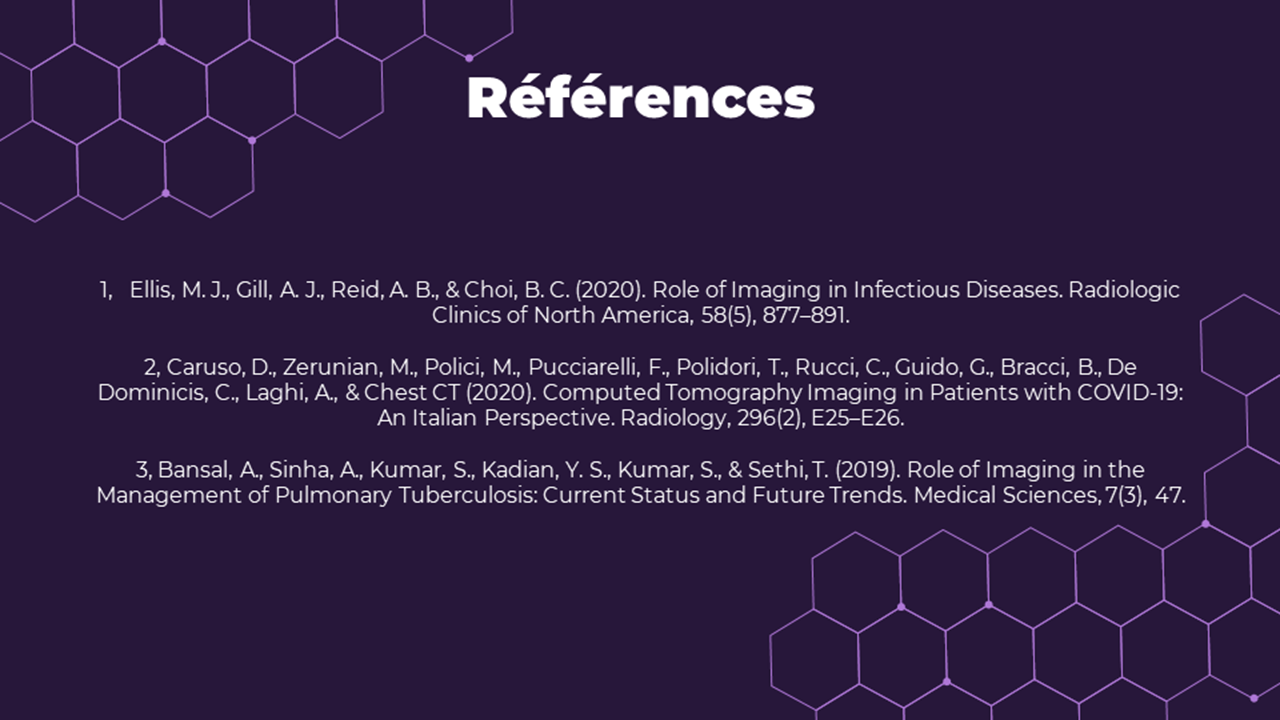 Référénces
1, Ellis, M. J., Gill, A. J., Reid, A. B., & Choi, B. C. (2020). Role of Imaging in Infectious Diseases. Radiologic
Clinics of North America, 58(5), 877–891.
2, Caruso, D., Zerunian, M., Polici, M., Pucciarelli, F., Polidori, T., Rucci, C., Guido, G., Bracci, B., De
Dominicis, C., Laghi, A., & Chest CT (2020). Computed Tomography Imaging in Patients with COVID-19:
An Italian Perspective. Radiology, 296(2), E25–E26.
3, Bansal, A., Sinha, A., Kumar, S., Kadian, Y. S., Kumar, S., & Sethi, T. (2019). Role of Imaging in the
Management of Pulmonary Tuberculosis: Current Status and Future Trends. Medical Sciences, 7(3), 47.